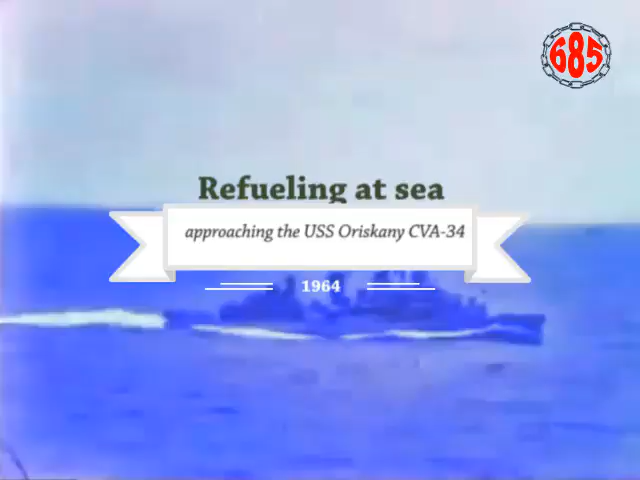 685
Refueling at sea
approaching the USS Oriskany CVA-34
1964